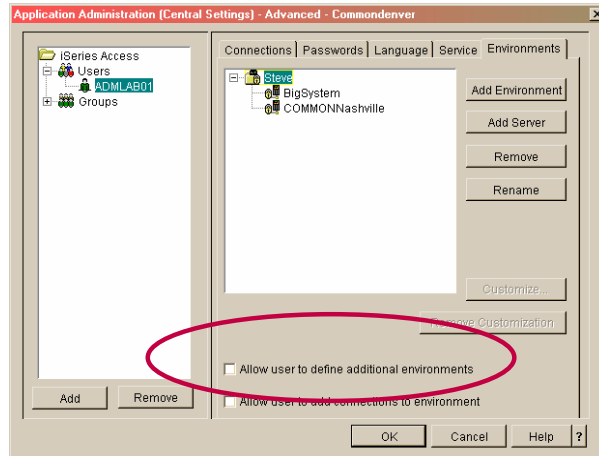 Application Administration (Central Settings) - Advanced - Commondenver
iSeries Access
Users
ADMLAB01
Groups
Add
Remove
Connections
Passwords
Language
Service
Environments
Steve
BigSystem
COMMONNashville
Add Environment
Add Server
Remove
Rename
Customize...
Remove Customization
Allow user to define additional environments
Allow user to add connections to environment
OK
Cancel
Help
?